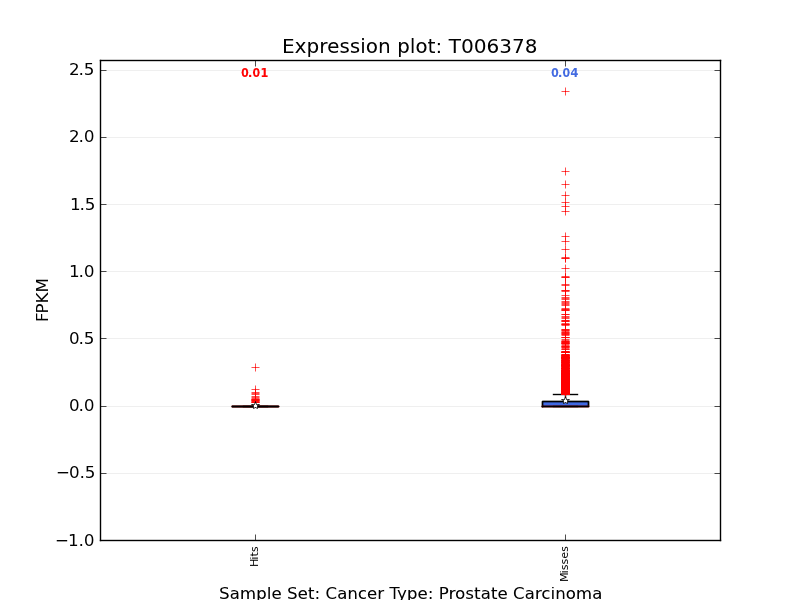 Expression plot: T006378
0.01
0.04
2.5
2.0
1.5
1.0
0.5
0.0
−0.5
−1.0
FPKM
Hits
Misses
Sample Set: Cancer Type: Prostate Carcinoma